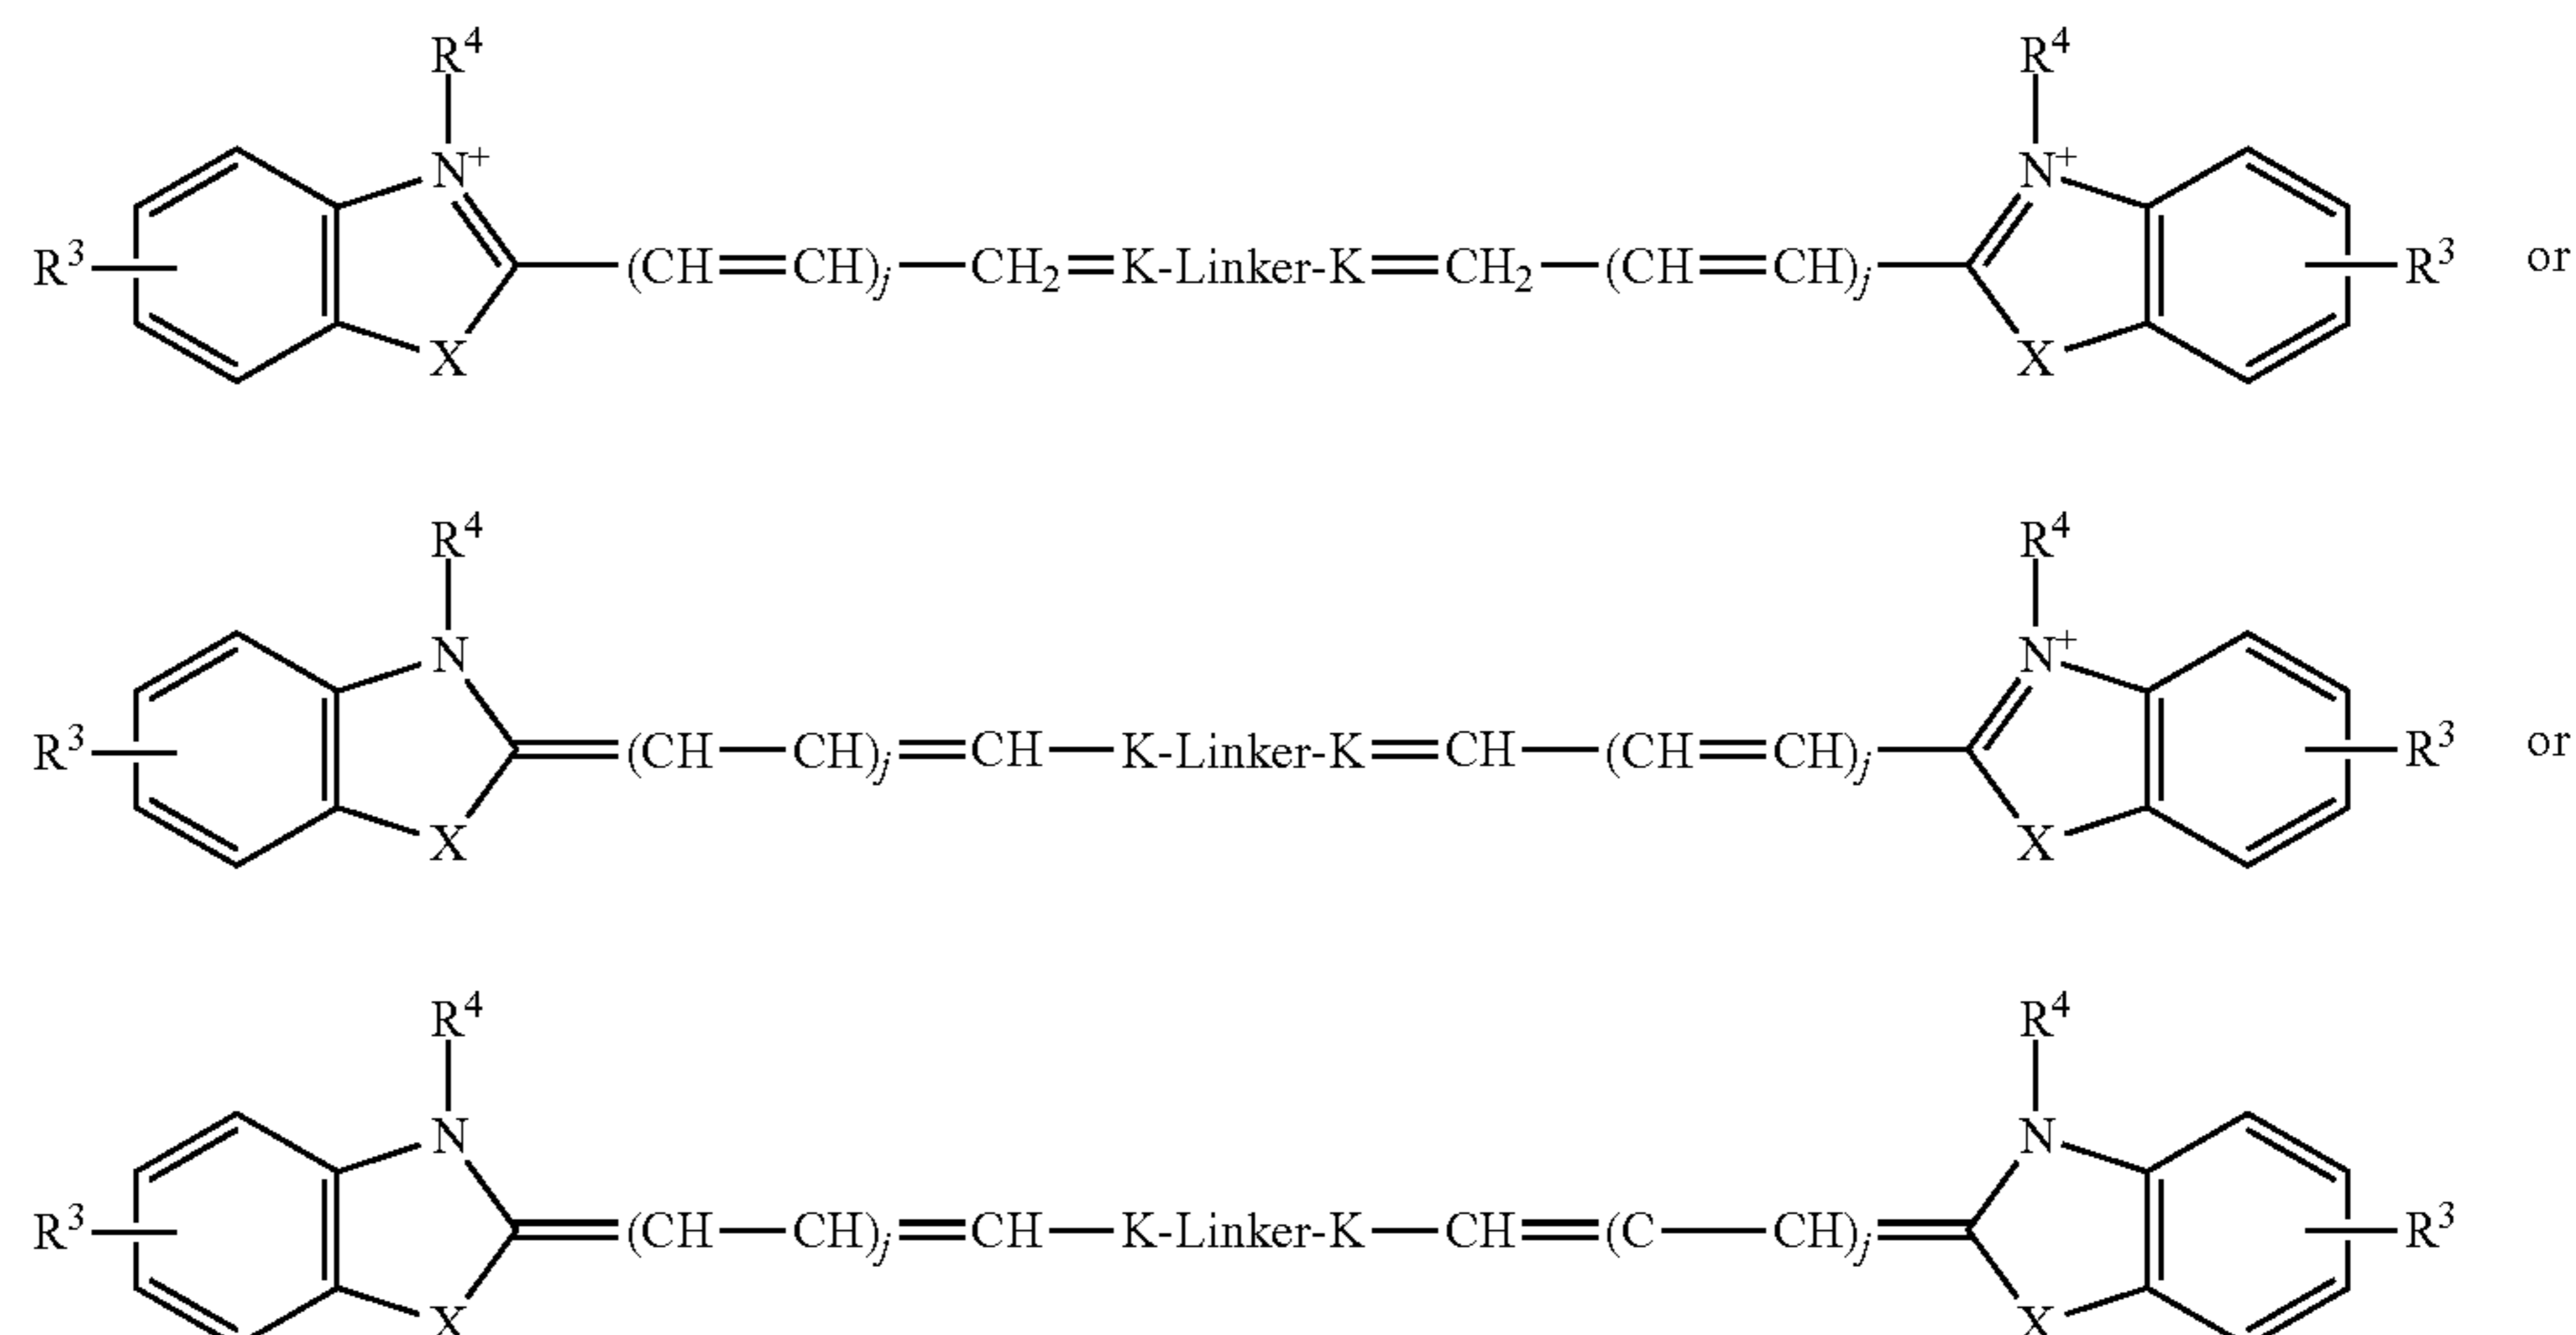 R⁴ R⁴
N⁺ N⁺
R³ (CH=CH)ⱼ—CH₂=K-Linker-K=CH₂—(CH=CH)ⱼ R³ or
X X
R⁴ R⁴
N N⁺
R³ =(CH—CH)ⱼ=CH—K-Linker-K=CH—(CH=CH)ⱼ R³ or
X X
R⁴ R⁴
N N
R³ =(CH—CH)ⱼ=CH—K-Linker-K—CH=(C—CH)ⱼ= R³
X X